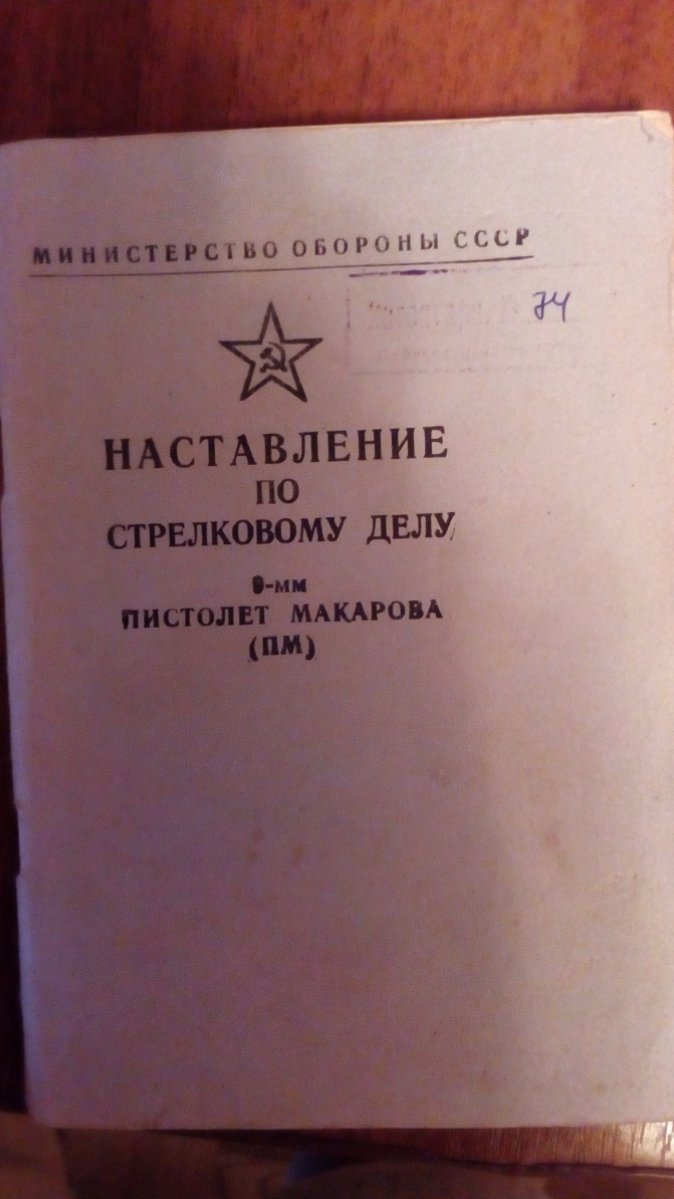 МИНИСТЕРСТВО ОБОРОНЫ СССР
74
НАСТАВЛЕНИЕ
ПО
СТРЕЛКОВОМУ ДЕЛУ
9-мм
ПИСТОЛЕТ МАКАРОВА
(ПМ)